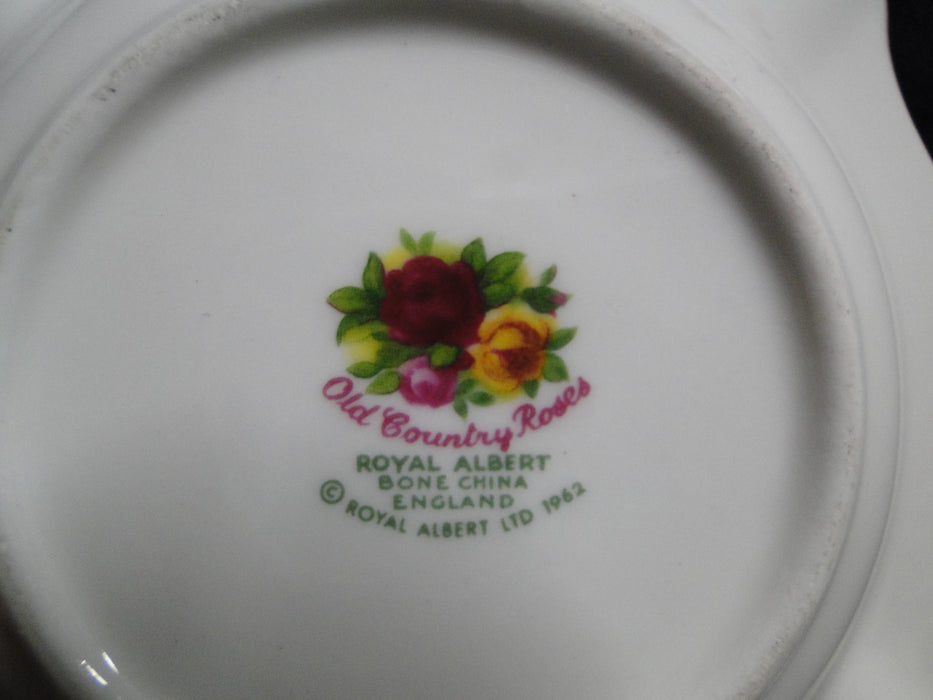 Old Country Roses
ROYAL ALBERT
BONE CHINA
ENGLAND
© ROYAL ALBERT LTD 1962